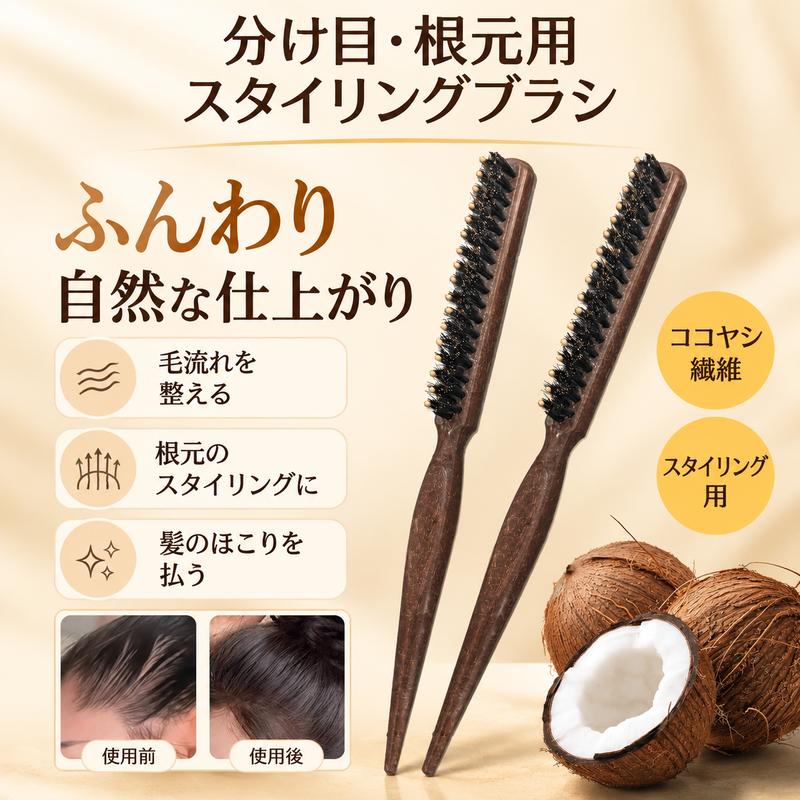 分け目・根元用
スタイリングブラシ
ふんわり
自然な仕上がり
毛流れを
整える
根元の
スタイリングに
髪のほこりを
払う
ココヤシ
繊維
スタイリング
用
使用前
使用後